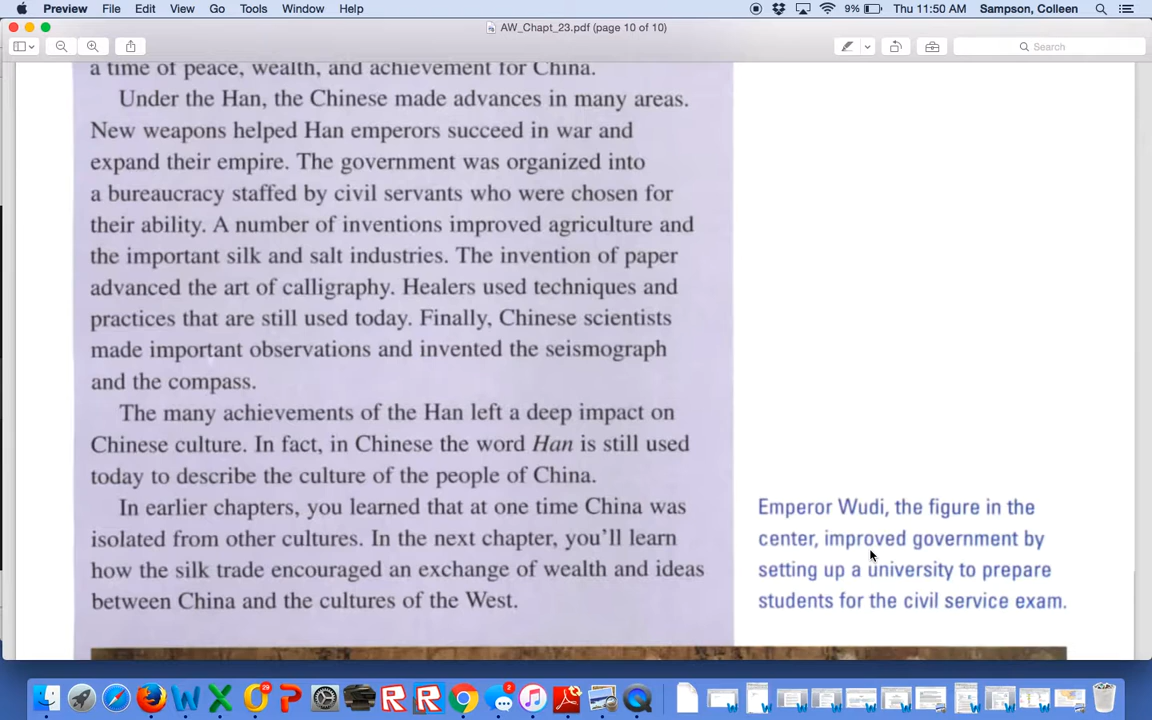 Preview File Edit View Go Tools Window Help 9% Thu 11:50 AM Sampson, Colleen
AW_Chapt_23.pdf (page 10 of 10)
Search
a time of peace, wealth, and achievement for China.
Under the Han, the Chinese made advances in many areas.
New weapons helped Han emperors succeed in war and
expand their empire. The government was organized into
a bureaucracy staffed by civil servants who were chosen for
their ability. A number of inventions improved agriculture and
the important silk and salt industries. The invention of paper
advanced the art of calligraphy. Healers used techniques and
practices that are still used today. Finally, Chinese scientists
made important observations and invented the seismograph
and the compass.
The many achievements of the Han left a deep impact on
Chinese culture. In fact, in Chinese the word Han is still used
today to describe the culture of the people of China.
In earlier chapters, you learned that at one time China was
isolated from other cultures. In the next chapter, you'll learn
how the silk trade encouraged an exchange of wealth and ideas
between China and the cultures of the West.
Emperor Wudi, the figure in the
center, improved government by
setting up a university to prepare
students for the civil service exam.